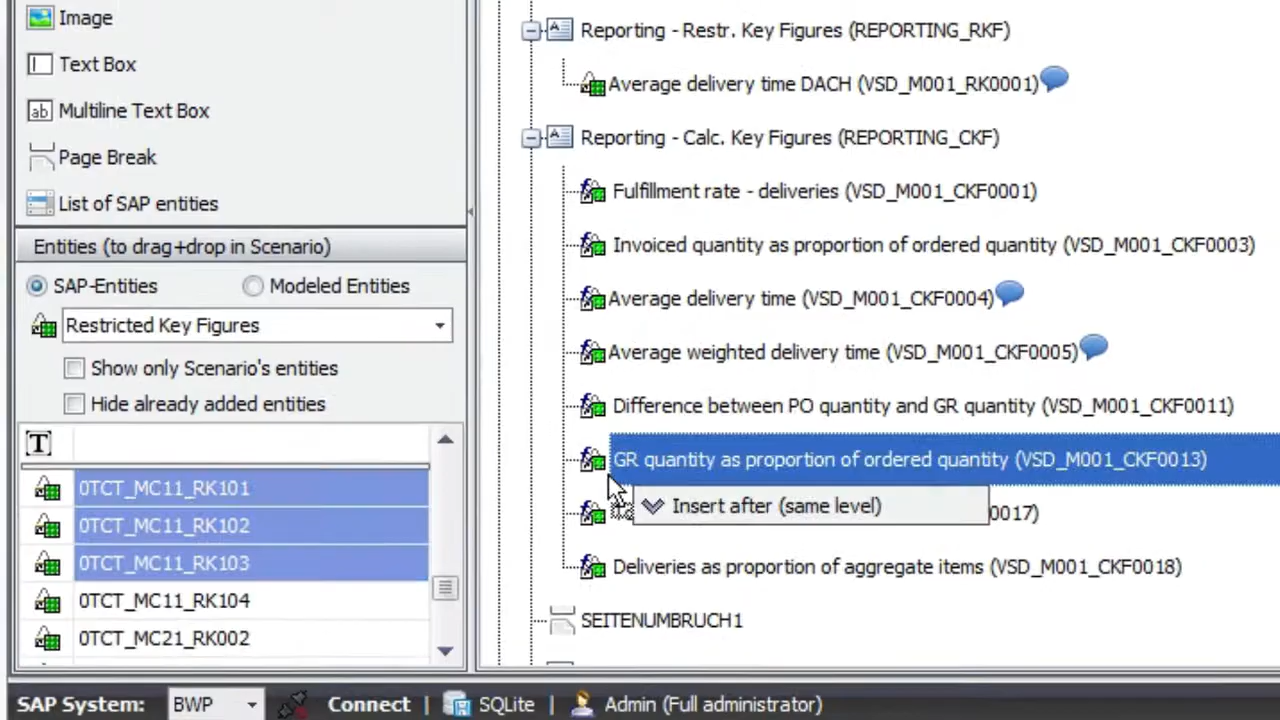 Image
Text Box
Multiline Text Box
Page Break
List of SAP entities
Entities (to drag+drop in Scenario)
SAP-Entities
Modeled Entities
Restricted Key Figures
Show only Scenario's entities
Hide already added entities
T
0TCT_MC11_RK101
0TCT_MC11_RK102
0TCT_MC11_RK103
0TCT_MC11_RK104
0TCT_MC21_RK002
Reporting - Restr. Key Figures (REPORTING_RKF)
Average delivery time DACH (VSD_M001_RK0001)
Reporting - Calc. Key Figures (REPORTING_CKF)
Fulfillment rate - deliveries (VSD_M001_CKF0001)
Invoiced quantity as proportion of ordered quantity (VSD_M001_CKF0003)
Average delivery time (VSD_M001_CKF0004)
Average weighted delivery time (VSD_M001_CKF0005)
Difference between PO quantity and GR quantity (VSD_M001_CKF0011)
GR quantity as proportion of ordered quantity (VSD_M001_CKF0013)
Insert after (same level)
0017)
Deliveries as proportion of aggregate items (VSD_M001_CKF0018)
SEITENUMBRUCH1
SAP System: BWP Connect | SQLite | Admin (Full administrator)